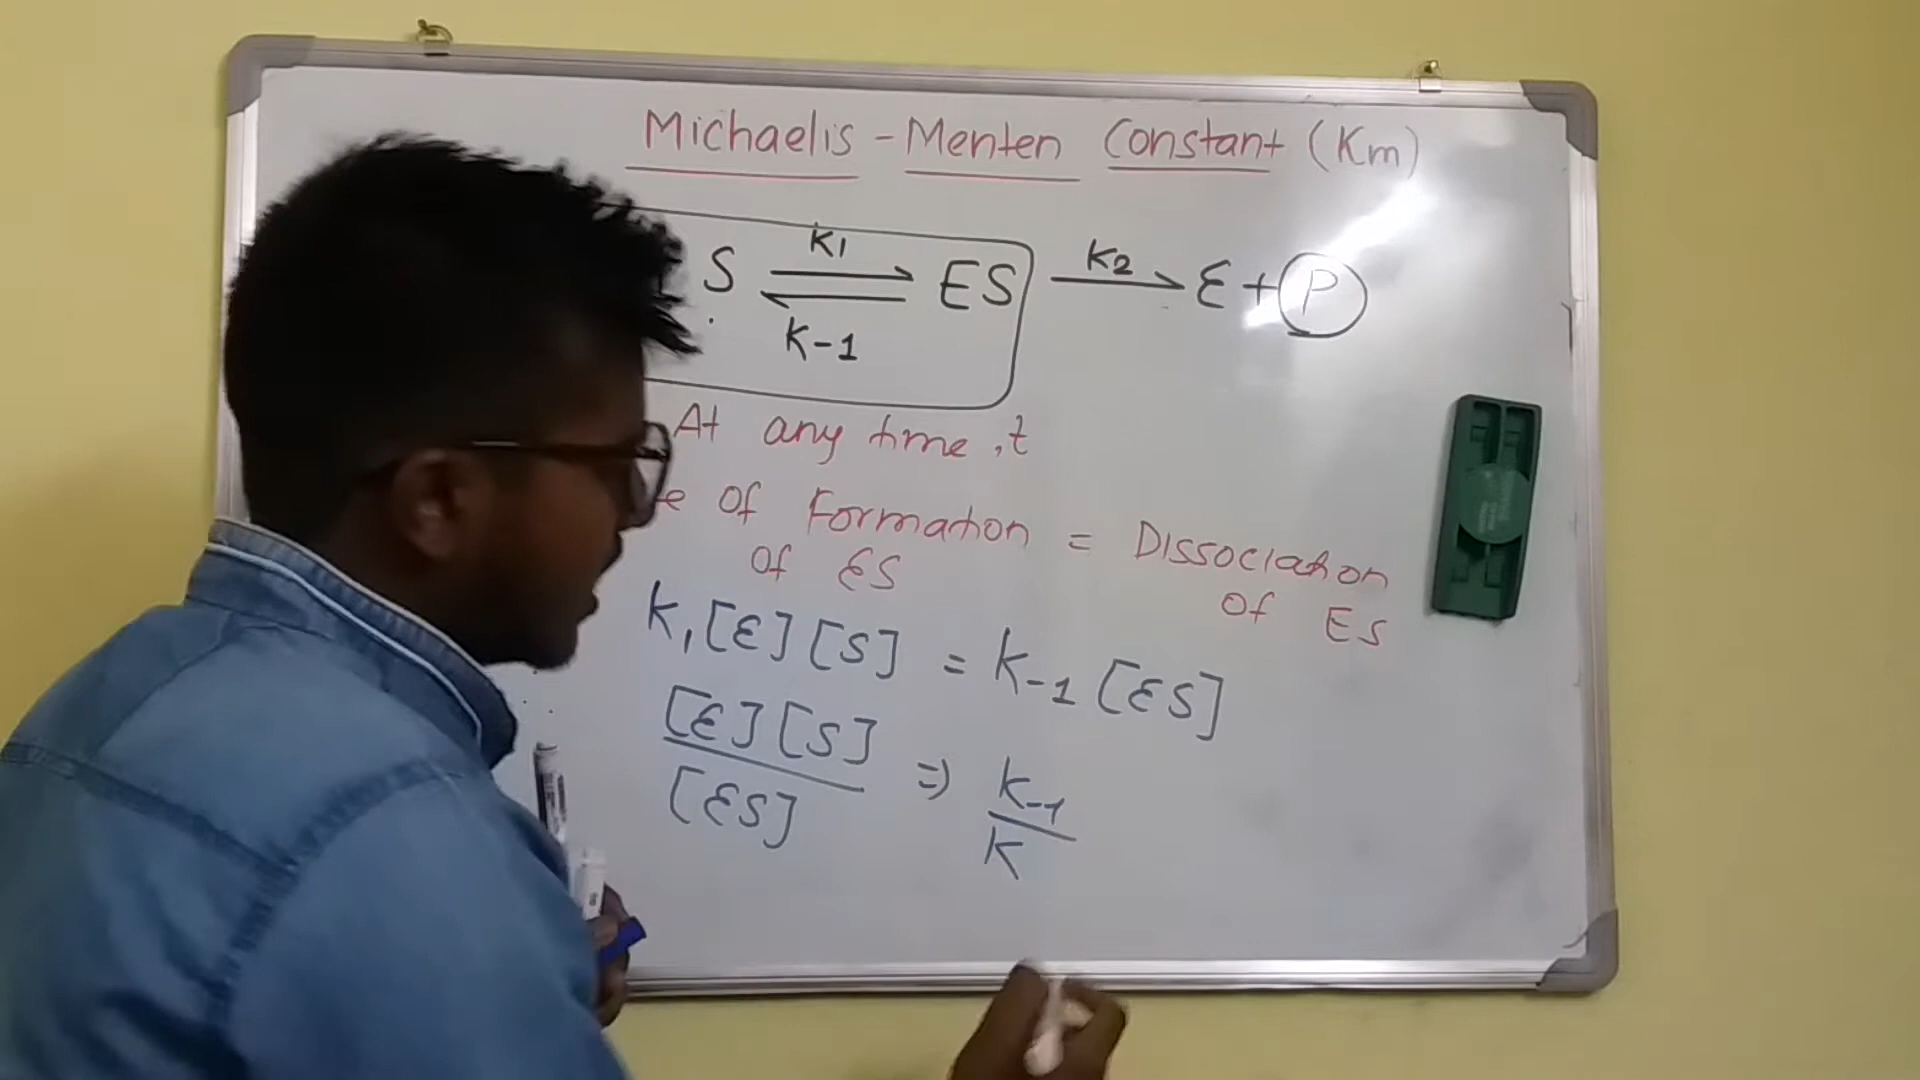 Michaelis - Menten Constant (Km)
S K1 K-1 ES K2 E + P
At any time, t
Of Formation = Dissociation
Of ES Of ES
K1[E][S] = K-1[ES]
[E][S] / [ES] => K-1 / K